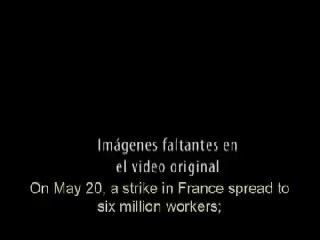 Imágenes faltantes en
el video original
On May 20, a strike in France spread to
six million workers;